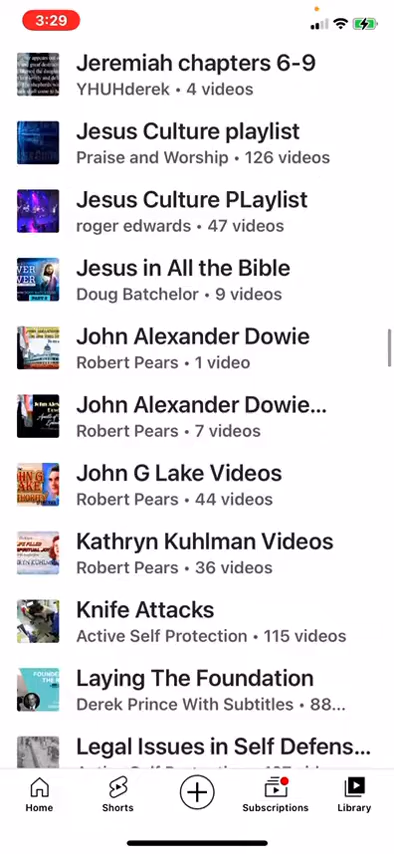 3:29
Jeremiah chapters 6-9
YHUHderek • 4 videos
Jesus Culture playlist
Praise and Worship • 126 videos
Jesus Culture PLaylist
roger edwards • 47 videos
Jesus in All the Bible
Doug Batchelor • 9 videos
John Alexander Dowie
Robert Pears • 1 video
John Alexander Dowie...
Robert Pears • 7 videos
John G Lake Videos
Robert Pears • 44 videos
Kathryn Kuhlman Videos
Robert Pears • 36 videos
Knife Attacks
Active Self Protection • 115 videos
Laying The Foundation
Derek Prince With Subtitles • 88...
Legal Issues in Self Defens...
Home
Shorts
Subscriptions
Library